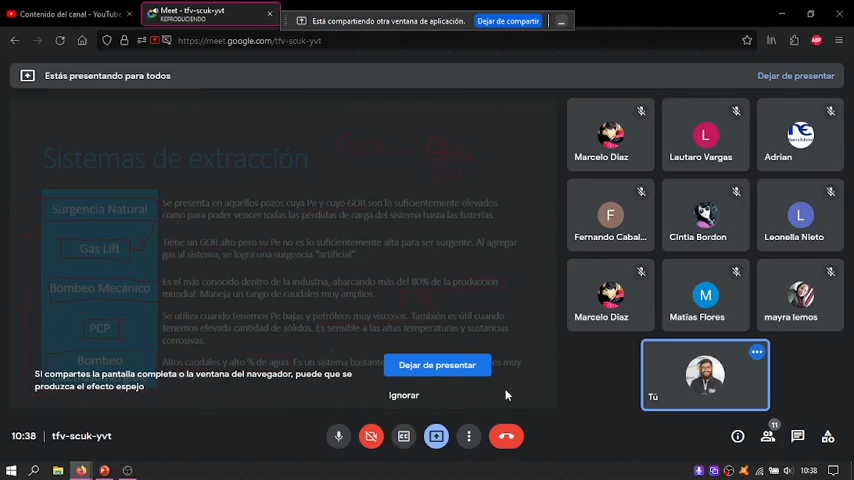 Contenido del canal - YouTube
Meet - tfv-scuk-yvt
REPRODUCIENDO
Está compartiendo otra ventana de aplicación.
Dejar de compartir
https://meet.google.com/tfv-scuk-yvt
ABP
Estás presentando para todos
Dejar de presentar
Sistemas de extracción
Surgencia Natural
Se presenta en aquellos pozos cuya Pe y cuyo GOR son lo suficientemente elevados
como para poder vencer todas las pérdidas de carga del sistema hasta las baterías.
Gas Lift
Tiene un GOR alto pero su Pe no es lo suficientemente alta para ser surgente. Al agregar
gas al sistema, se logra una surgencia "artificial".
Bombeo Mecánico
Es el más conocido dentro de la industria, abarcando más del 80% de la producción
mundial. Maneja un rango de caudales muy amplios.
PCP
Se utiliza cuando tenemos Pe bajas y petróleos muy viscosos. También es útil cuando
tenemos elevada cantidad de sólidos. Es sensible a las altas temperaturas y sustancias
corrosivas.
Bombeo
Altos caudales y alto % de agua. Es un sistema bastante
muy
Si compartes la pantalla completa o la ventana del navegador, puede que se
produzca el efecto espejo
Dejar de presentar
Ignorar
Marcelo Diaz
L
Lautaro Vargas
Adrian
F
Fernando Cabal...
Cintia Bordon
L
Leonella Nieto
Marcelo Diaz
M
Matias Flores
mayra lemos
Tú
10:38
tfv-scuk-yvt
11
10:38